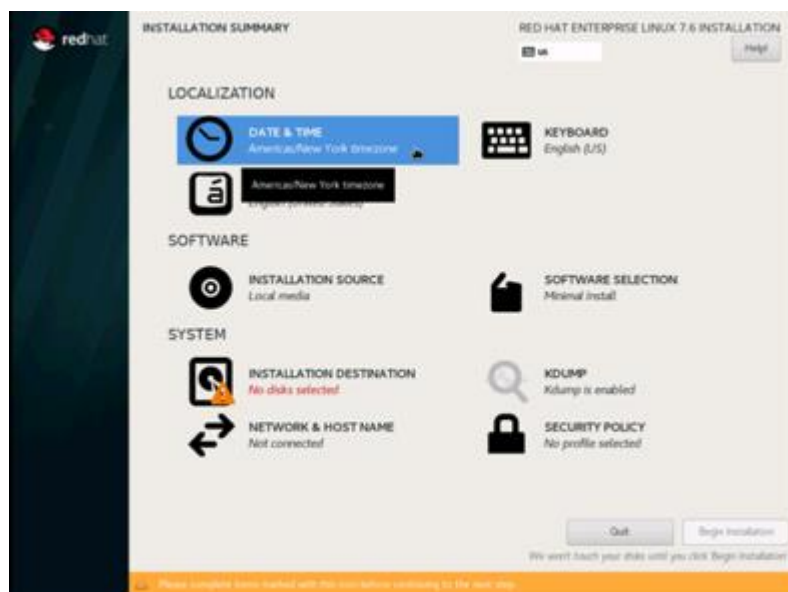 redhat
INSTALLATION SUMMARY
RED HAT ENTERPRISE LINUX 7.6 INSTALLATION
us
Help!
LOCALIZATION
DATE & TIME
Americas/New York timezone
KEYBOARD
English (US)
á
Americas/New York timezone
English (United States)
SOFTWARE
INSTALLATION SOURCE
Local media
SOFTWARE SELECTION
Minimal Install
SYSTEM
INSTALLATION DESTINATION
No disks selected
KDUMP
Kdump is enabled
NETWORK & HOST NAME
Not connected
SECURITY POLICY
No profile selected
Quit
Begin Installation
We won't touch your disks until you click 'Begin Installation'
Please complete items marked with this icon before continuing to the next step.